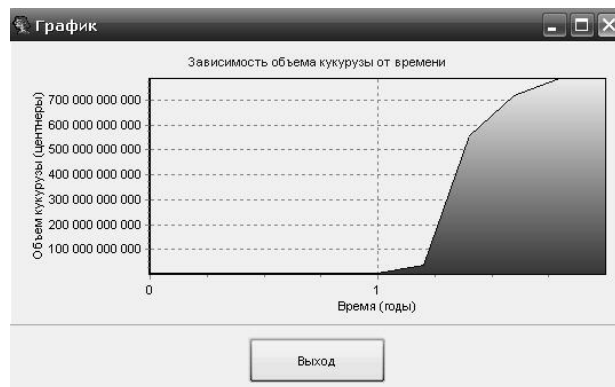 График
Зависимость объема кукурузы от времени
Объем кукурузы (центнеры)
700 000 000 000
600 000 000 000
500 000 000 000
400 000 000 000
300 000 000 000
200 000 000 000
100 000 000 000
0
1
Время (годы)
Выход